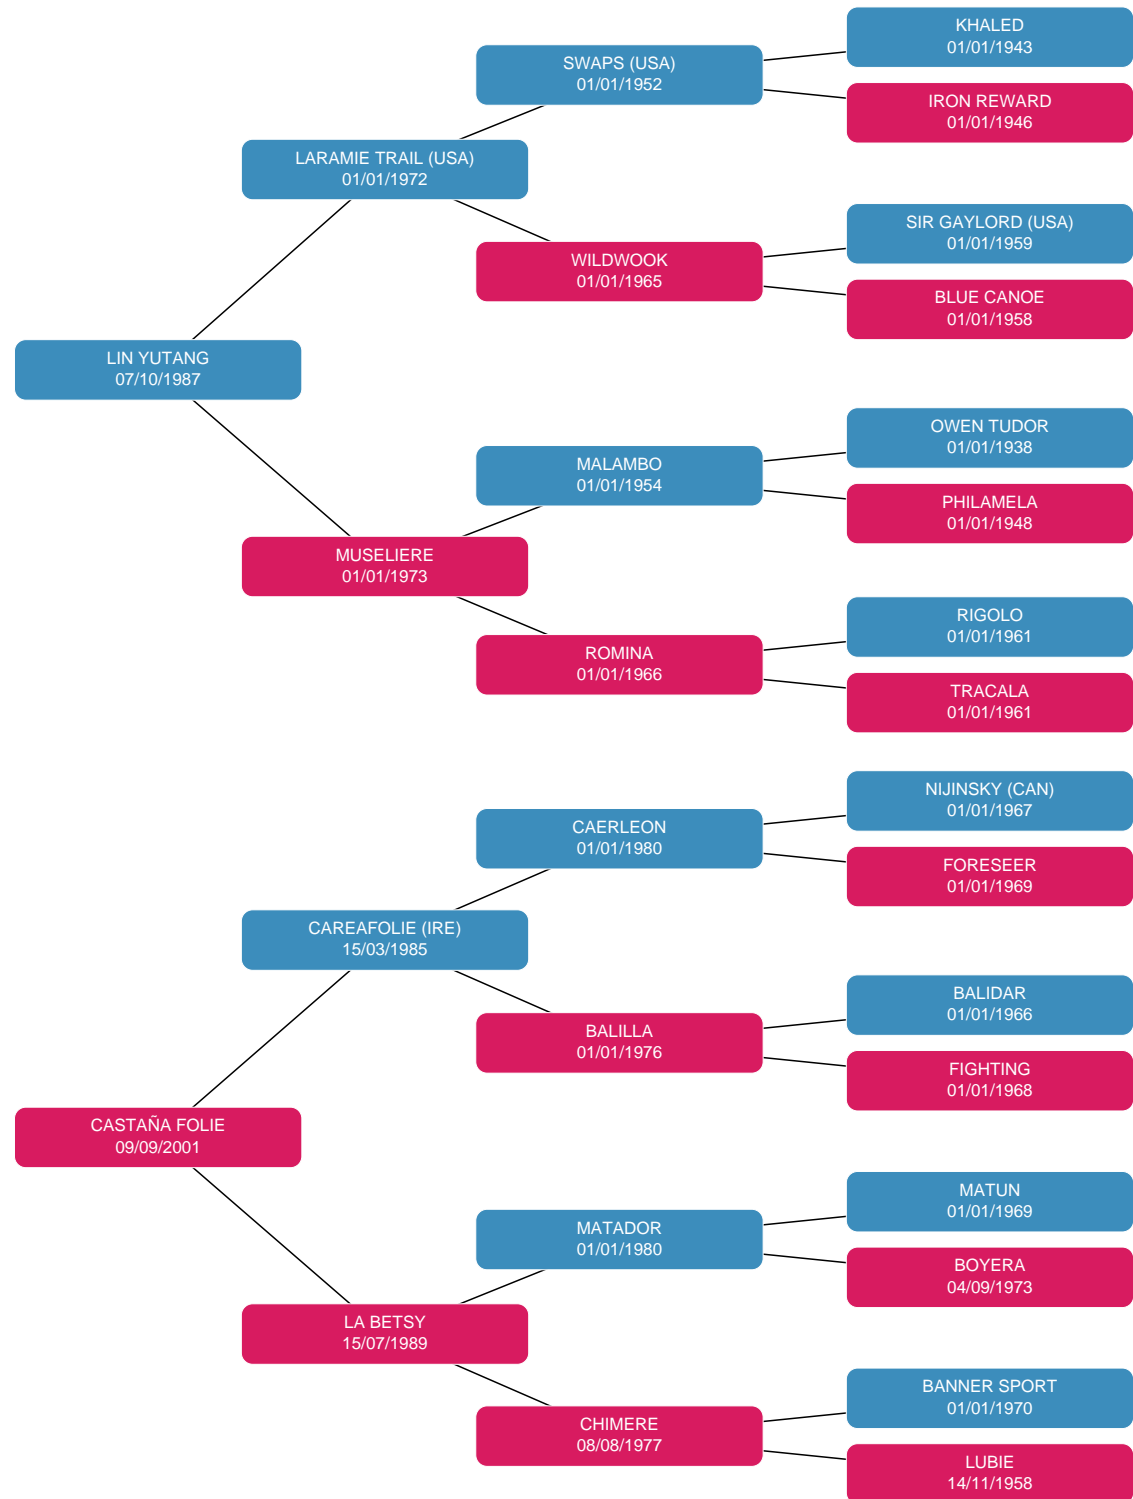 KHALED
01/01/1943
SWAPS (USA)
01/01/1952
IRON REWARD
01/01/1946
LARAMIE TRAIL (USA)
01/01/1972
SIR GAYLORD (USA)
01/01/1959
WILDWOOK
01/01/1965
BLUE CANOE
01/01/1958
LIN YUTANG
07/10/1987
OWEN TUDOR
01/01/1938
MALAMBO
01/01/1954
PHILAMELA
01/01/1948
MUSELIERE
01/01/1973
RIGOLO
01/01/1961
ROMINA
01/01/1966
TRACALA
01/01/1961
NIJINSKY (CAN)
01/01/1967
CAERLEON
01/01/1980
FORESEER
01/01/1969
CAREAFOLIE (IRE)
15/03/1985
BALIDAR
01/01/1966
BALILLA
01/01/1976
FIGHTING
01/01/1968
CASTAÑA FOLIE
09/09/2001
MATUN
01/01/1969
MATADOR
01/01/1980
BOYERA
04/09/1973
LA BETSY
15/07/1989
BANNER SPORT
01/01/1970
CHIMERE
08/08/1977
LUBIE
14/11/1958